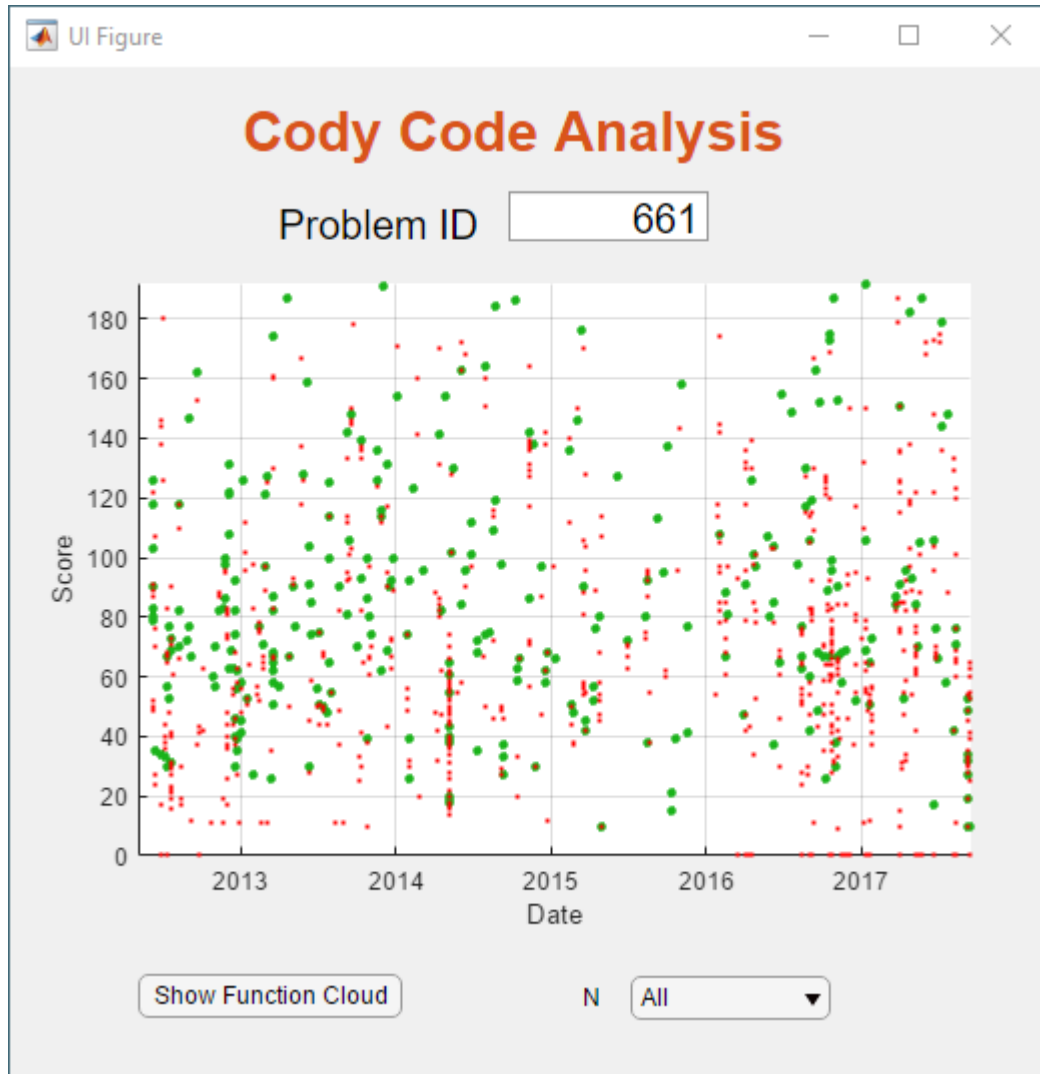 UI Figure
Cody Code Analysis
Problem ID 661
180
160
140
120
100
80
60
40
20
0
Score
2013 2014 2015 2016 2017
Date
Show Function Cloud N All